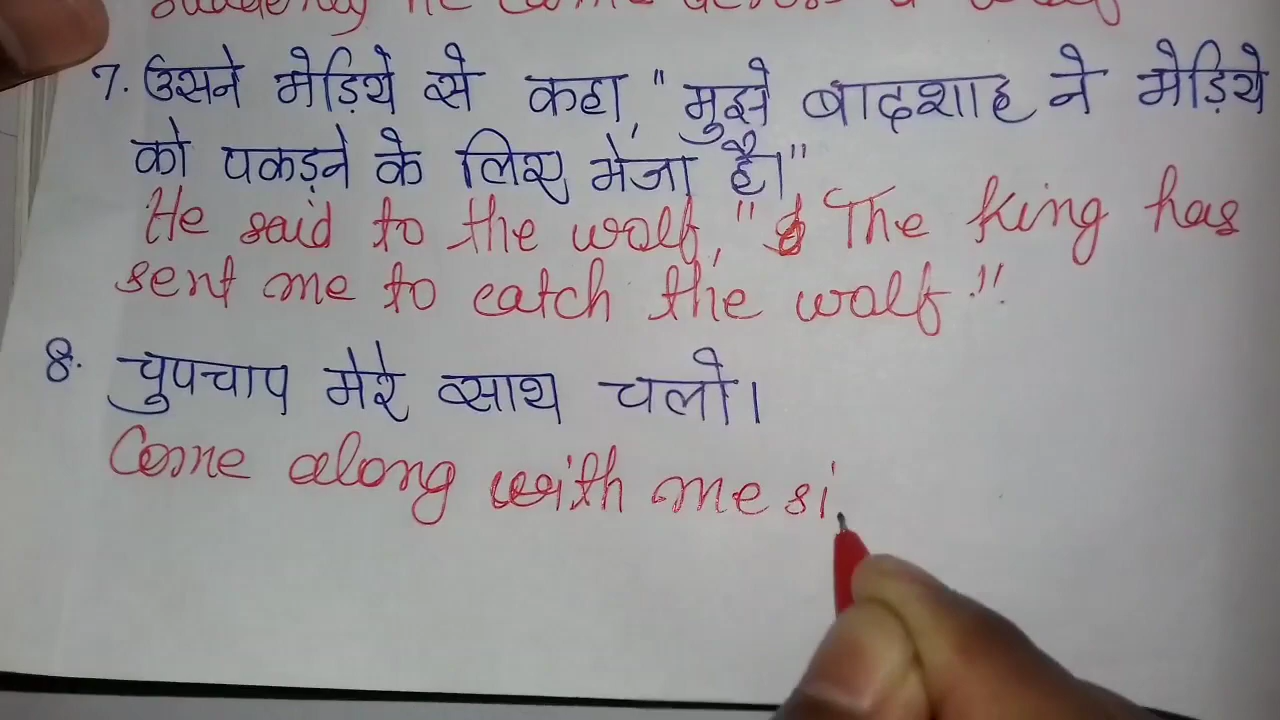 7. उसने भेड़िये से कहा, "मुझे बादशाह ने भेड़िये
को पकड़ने के लिए भेजा है।"
He said to the wolf, " The king has
sent me to catch the wolf."
8. चुपचाप मेरे साथ चलो।
Come along with me si